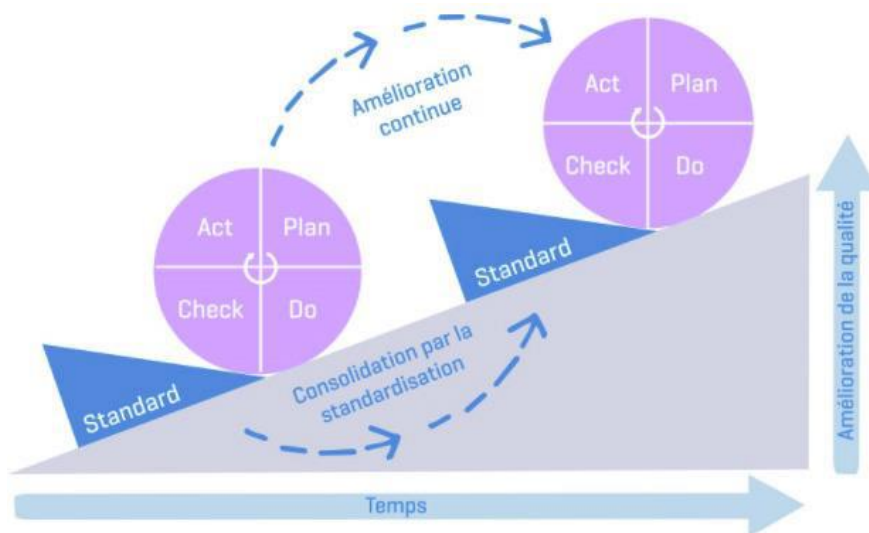 Amélioration
continue
Act
Plan
Check
Do
Act
Plan
Check
Do
Standard
Standard
Consolidation par la
standardisation
Amélioration de la qualité
Temps